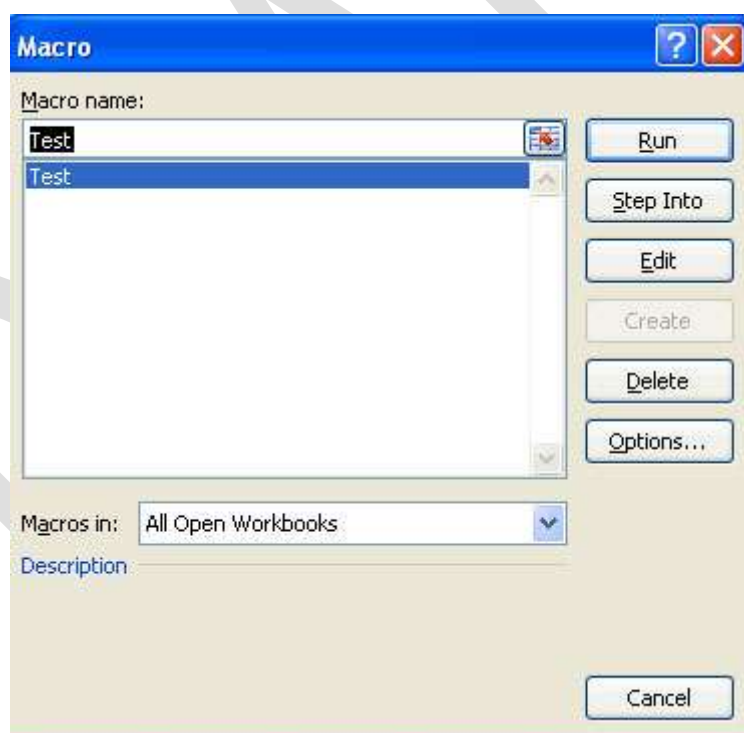 Macro
Macro name:
Test
Test
Run
Step Into
Edit
Create
Delete
Options...
Macros in: All Open Workbooks
Description
Cancel